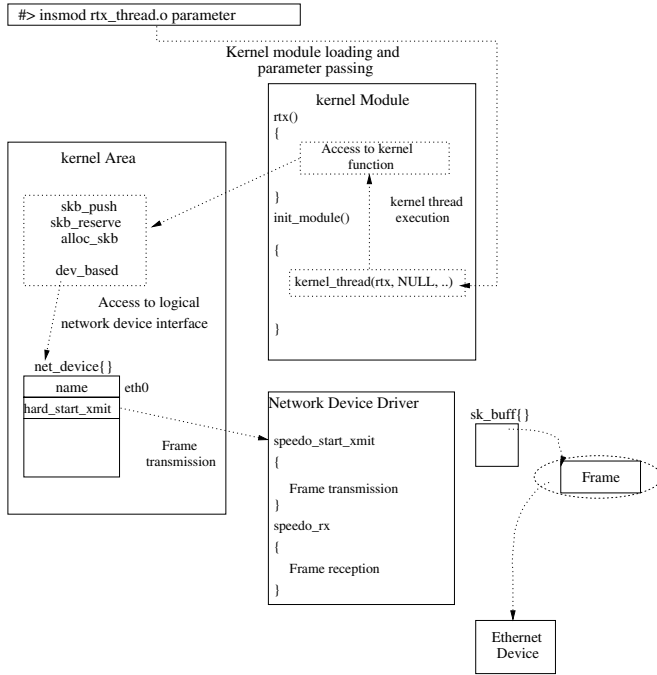 #> insmod rtx_thread.o parameter
Kernel module loading and
parameter passing
kernel Module
rtx()
{
Access to kernel
function
}
kernel thread
execution
init_module()
{
kernel_thread(rtx, NULL, ..)
}
kernel Area
skb_push
skb_reserve
alloc_skb
dev_based
Access to logical
network device interface
net_device{}
name
eth0
hard_start_xmit
Frame
transmission
Network Device Driver
speedo_start_xmit
{
Frame transmission
}
speedo_rx
{
Frame reception
}
sk_buff{}
Frame
Ethernet
Device